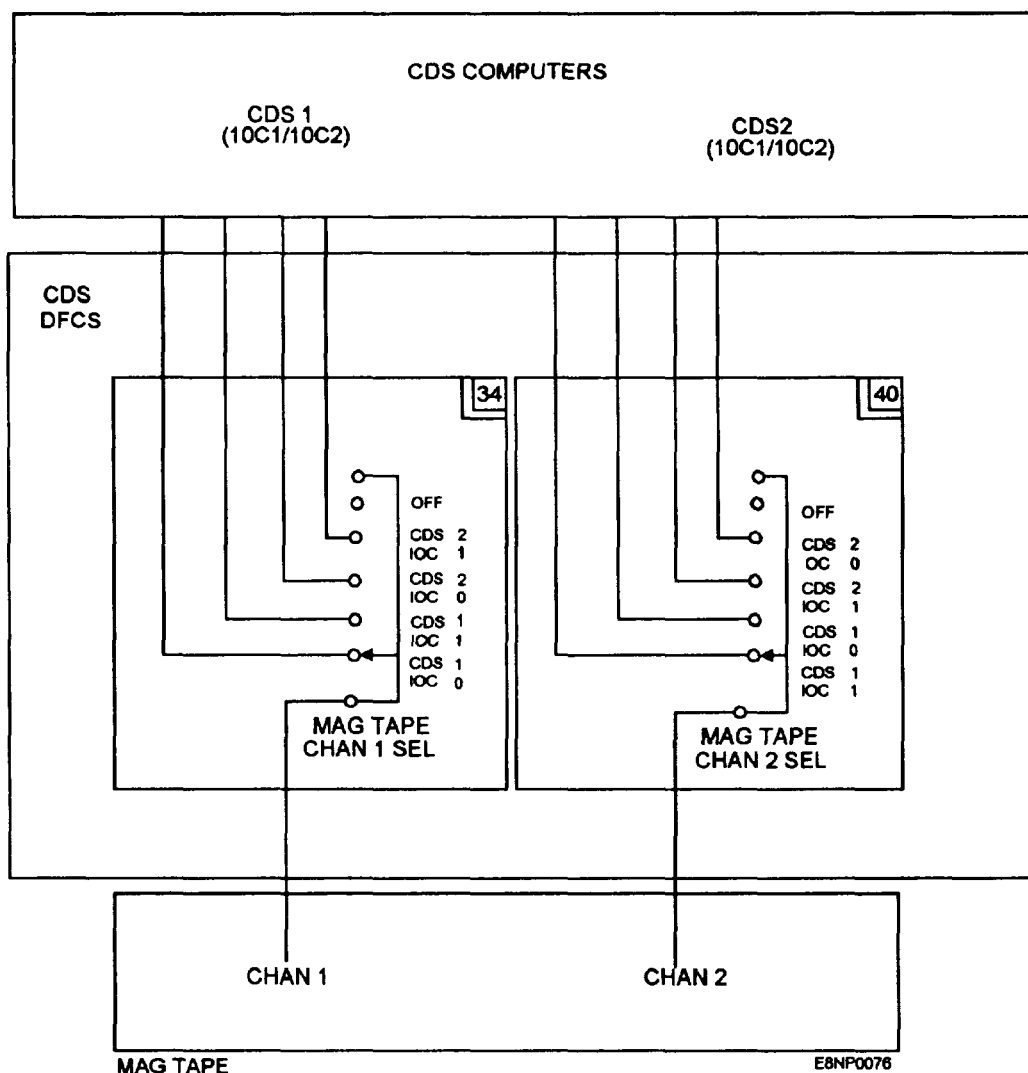 CDS COMPUTERS
CDS 1
(10C1/10C2)
CDS2
(10C1/10C2)
CDS
DFCS
34
OFF
CDS 2
IOC 1
CDS 2
IOC 0
CDS 1
IOC 1
CDS 1
IOC 0
MAG TAPE
CHAN 1 SEL
40
OFF
CDS 2
OC 0
CDS 2
IOC 1
CDS 1
IOC 0
CDS 1
IOC 1
MAG TAPE
CHAN 2 SEL
CHAN 1
CHAN 2
MAG TAPE
E8NP0076